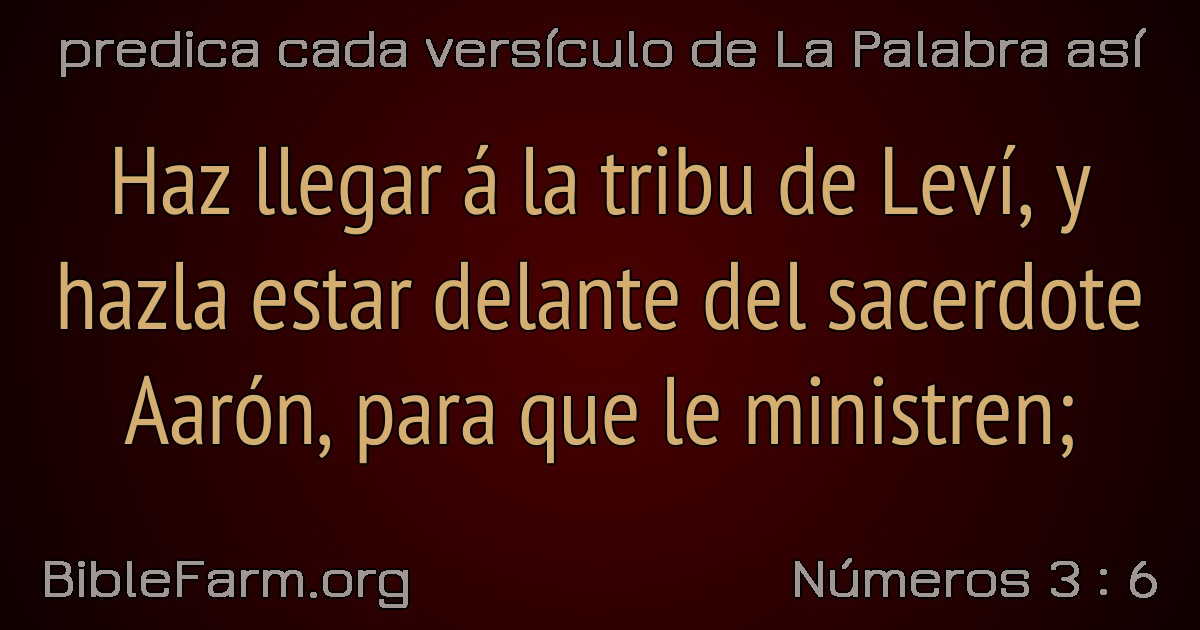 predica cada versículo de La Palabra así
Haz llegar á la tribu de Leví, y
hazla estar delante del sacerdote
Aarón, para que le ministren;
BibleFarm.org
Números 3 : 6